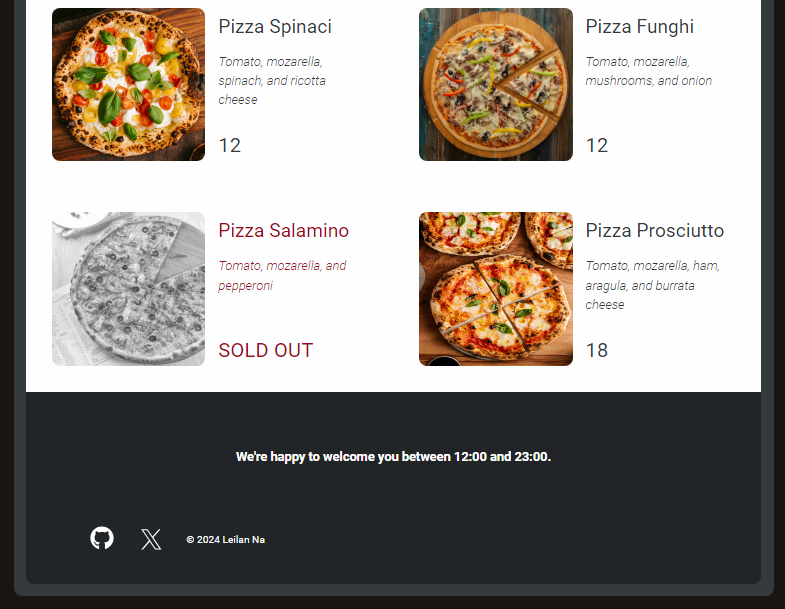 Pizza Spinaci
Tomato, mozarella,
spinach, and ricotta
cheese
12
Pizza Funghi
Tomato, mozarella,
mushrooms, and onion
12
Pizza Salamino
Tomato, mozarella, and
pepperoni
SOLD OUT
Pizza Prosciutto
Tomato, mozarella, ham,
aragula, and burrata
cheese
18
We're happy to welcome you between 12:00 and 23:00.
© 2024 Leilan Na